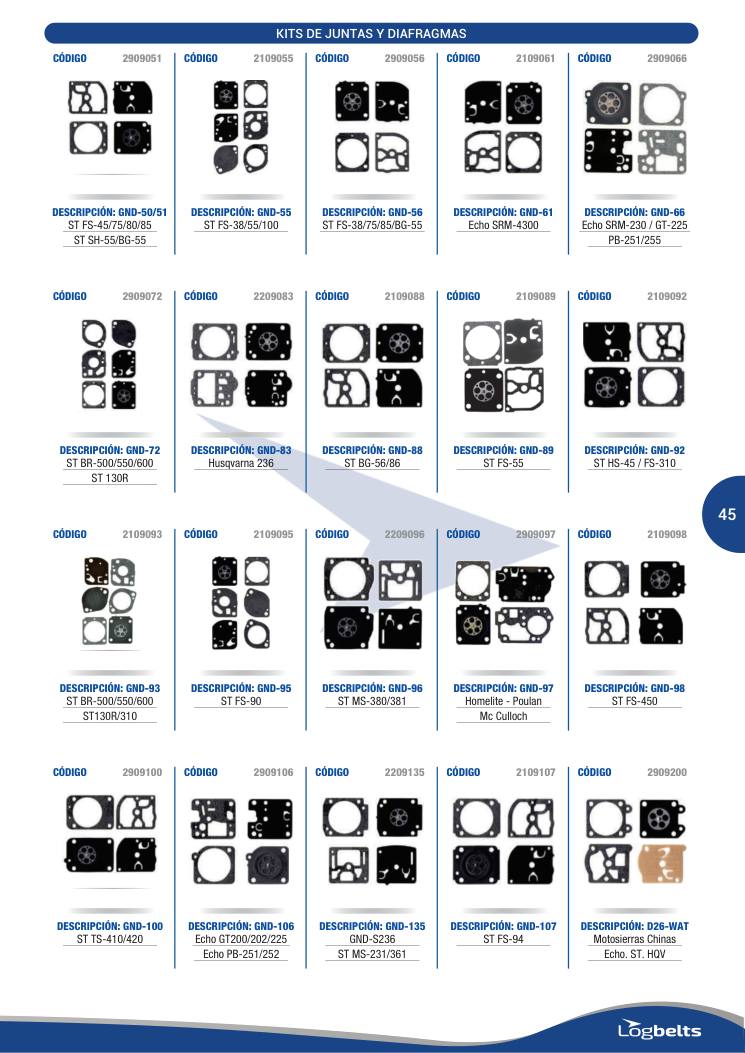 KITS DE JUNTAS Y DIAFRAGMAS
CÓDIGO 2909051
DESCRIPCIÓN: GND-50/51
ST FS-45/75/80/85
ST SH-55/BG-55
CÓDIGO 2109055
DESCRIPCIÓN: GND-55
ST FS-38/55/100
CÓDIGO 2909056
DESCRIPCIÓN: GND-56
ST FS-38/75/85/BG-55
CÓDIGO 2109061
DESCRIPCIÓN: GND-61
Echo SRM-4300
CÓDIGO 2909066
DESCRIPCIÓN: GND-66
Echo SRM-230 / GT-225
PB-251/255
CÓDIGO 2909072
DESCRIPCIÓN: GND-72
ST BR-500/550/600
ST 130R
CÓDIGO 2209083
DESCRIPCIÓN: GND-83
Husqvarna 236
CÓDIGO 2109088
DESCRIPCIÓN: GND-88
ST BG-56/86
CÓDIGO 2109089
DESCRIPCIÓN: GND-89
ST FS-55
CÓDIGO 2109092
DESCRIPCIÓN: GND-92
ST HS-45 / FS-310
45
CÓDIGO 2109093
DESCRIPCIÓN: GND-93
ST BR-500/550/600
ST130R/310
CÓDIGO 2109095
DESCRIPCIÓN: GND-95
ST FS-90
CÓDIGO 2209096
DESCRIPCIÓN: GND-96
ST MS-380/381
CÓDIGO 2909097
DESCRIPCIÓN: GND-97
Homelite - Poulan
Mc Culloch
CÓDIGO 2109098
DESCRIPCIÓN: GND-98
ST FS-450
CÓDIGO 2909100
DESCRIPCIÓN: GND-100
ST TS-410/420
CÓDIGO 2909106
DESCRIPCIÓN: GND-106
Echo GT200/202/225
Echo PB-251/252
CÓDIGO 2209135
DESCRIPCIÓN: GND-135
GND-S236
ST MS-231/361
CÓDIGO 2109107
DESCRIPCIÓN: GND-107
ST FS-94
CÓDIGO 2909200
DESCRIPCIÓN: D26-WAT
Motosierras Chinas
Echo. ST. HQV
Logbelts